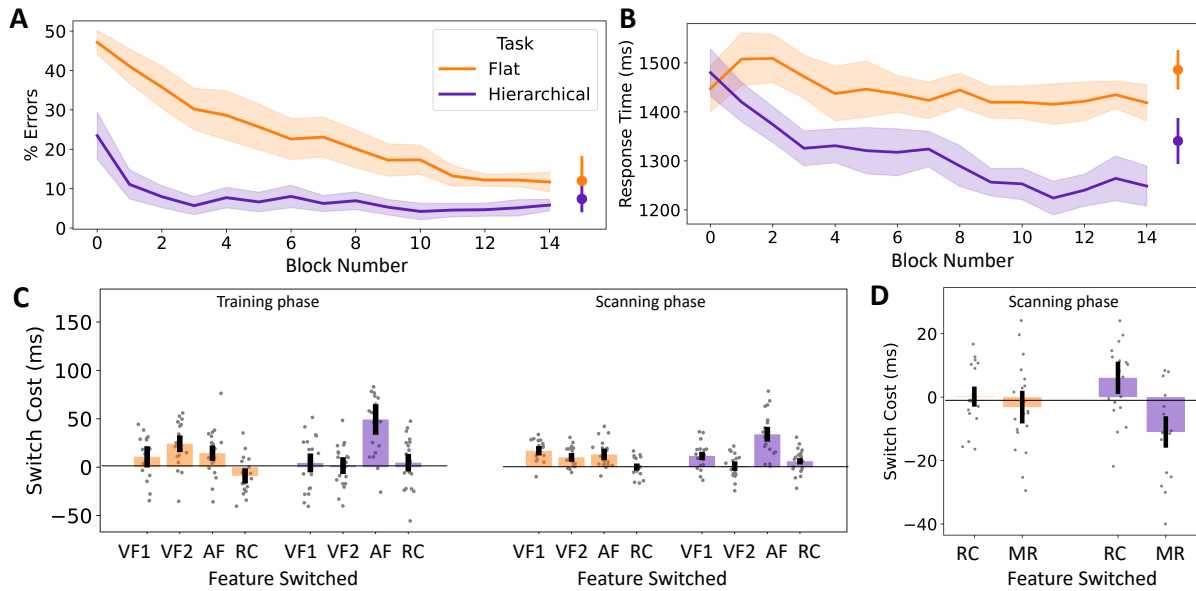 A
50
40
30
20
10
0
% Errors
Task
Flat
Hierarchical
0 2 4 6 8 10 12 14
Block Number
B
1500
1400
1300
1200
Response Time (ms)
0 2 4 6 8 10 12 14
Block Number
C
Training phase
Scanning phase
150
100
50
0
−50
Switch Cost (ms)
VF1 VF2 AF RC VF1 VF2 AF RC VF1 VF2 AF RC VF1 VF2 AF RC
Feature Switched Feature Switched
D
Scanning phase
20
0
−20
−40
Switch Cost (ms)
RC MR RC MR
Feature Switched